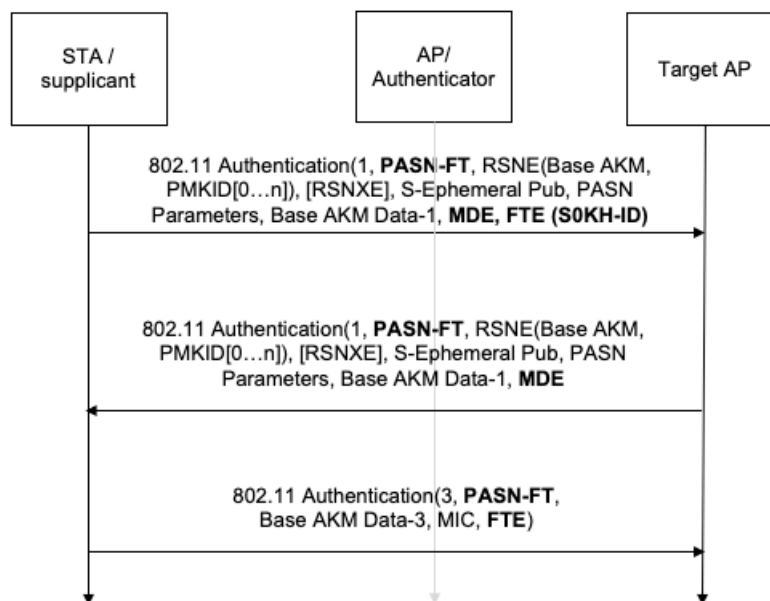 STA /
supplicant
AP/
Authenticator
Target AP
802.11 Authentication(1, PASN-FT, RSNE(Base AKM,
PMKID[0…n]), [RSNXE], S-Ephemeral Pub, PASN
Parameters, Base AKM Data-1, MDE, FTE (S0KH-ID)
802.11 Authentication(1, PASN-FT, RSNE(Base AKM,
PMKID[0…n]), [RSNXE], S-Ephemeral Pub, PASN
Parameters, Base AKM Data-1, MDE
802.11 Authentication(3, PASN-FT,
Base AKM Data-3, MIC, FTE)